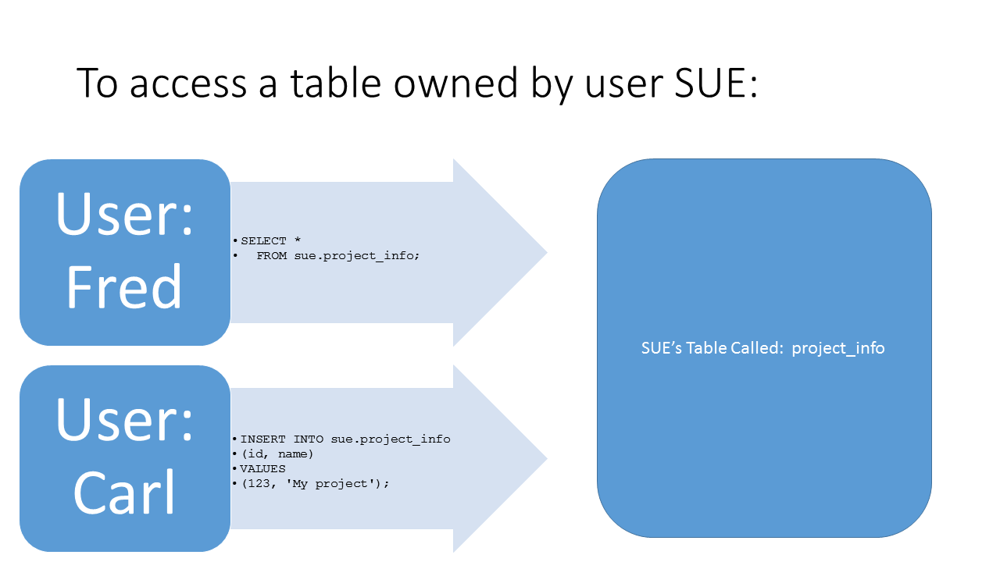 To access a table owned by user SUE:
User:
Fred
• SELECT *
•   FROM sue.project_info;
User:
Carl
• INSERT INTO sue.project_info
• (id, name)
• VALUES
• (123, 'My project');
SUE’s Table Called:  project_info